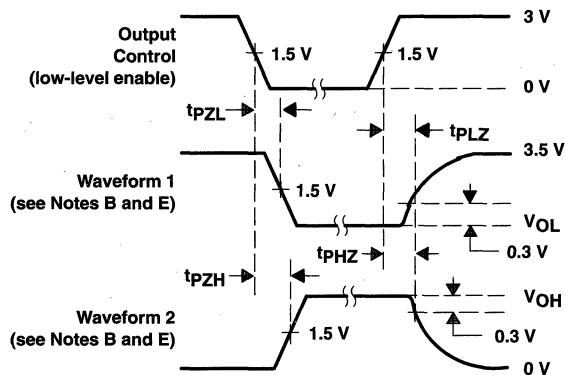 Output
Control
(low-level enable)
1.5 V
1.5 V
3 V
0 V
tPZL
tPLZ
Waveform 1
(see Notes B and E)
1.5 V
3.5 V
VOL
0.3 V
tPHZ
tPZH
Waveform 2
(see Notes B and E)
1.5 V
VOH
0.3 V
0 V